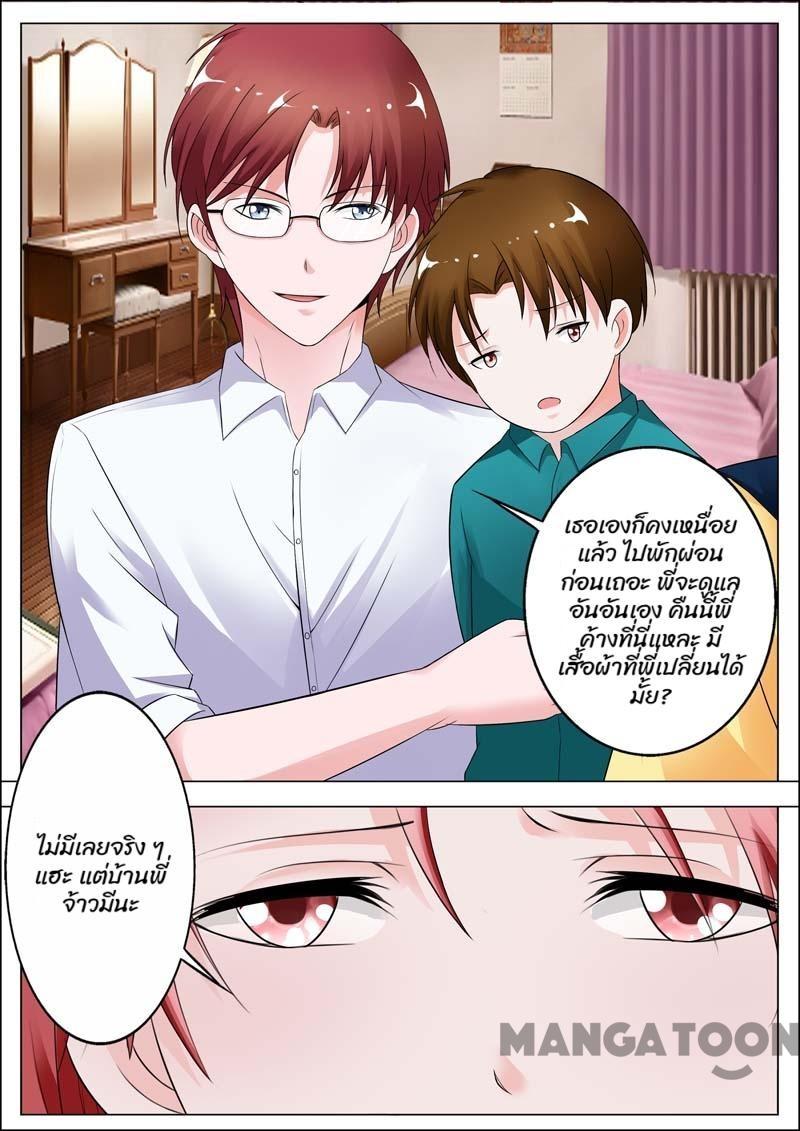 เธอเองก็คงเหนื่อย
แล้ว ไปพักผ่อน
ก่อนเถอะ พี่จะดูแล
อันอันเอง คืนนี้พี่
ค้างที่นี่แหละ มี
เสื้อผ้าที่พี่เปลี่ยนได้
มั้ย?
ไม่มีเลยจริง ๆ
แฮะ แต่บ้านพี่
จ้าวมีนะ
MANGATOON